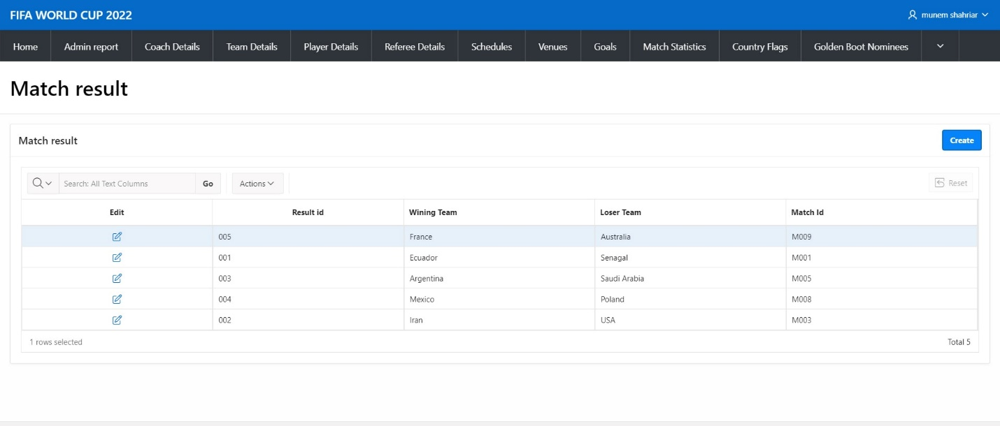 FIFA WORLD CUP 2022 munem shahriar
Home Admin report Coach Details Team Details Player Details Referee Details Schedules Venues Goals Match Statistics Country Flags Golden Boot Nominees
Match result
Match result Create
Search: All Text Columns Go Actions Reset
Edit Result id Wining Team Loser Team Match Id
005 France Australia M009
001 Ecuador Senagal M001
003 Argentina Saudi Arabia M005
004 Mexico Poland M008
002 Iran USA M003
1 rows selected Total 5